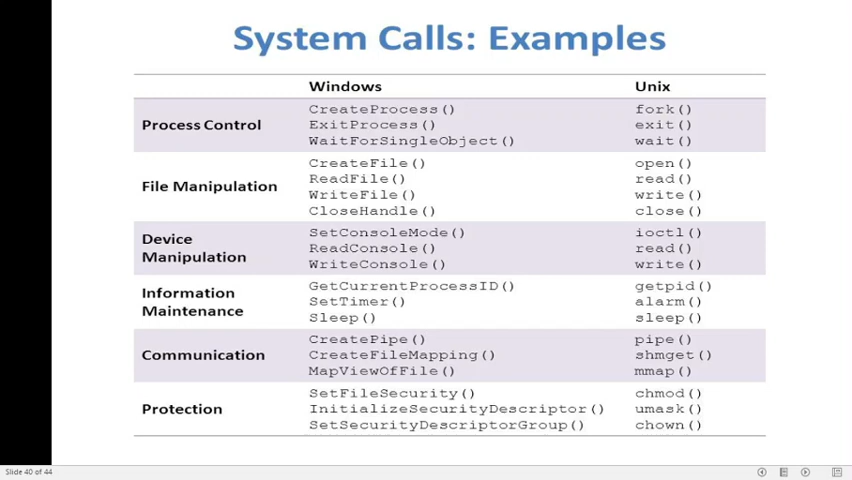 System Calls: Examples
Windows Unix
Process Control
CreateProcess() fork()
ExitProcess() exit()
WaitForSingleObject() wait()
File Manipulation
CreateFile() open()
ReadFile() read()
WriteFile() write()
CloseHandle() close()
Device
Manipulation
SetConsoleMode() ioctl()
ReadConsole() read()
WriteConsole() write()
Information
Maintenance
GetCurrentProcessID() getpid()
SetTimer() alarm()
Sleep() sleep()
Communication
CreatePipe() pipe()
CreateFileMapping() shmget()
MapViewOfFile() mmap()
Protection
SetFileSecurity() chmod()
InitializeSecurityDescriptor() umask()
SetSecurityDescriptorGroup() chown()
Slide 40 of 44